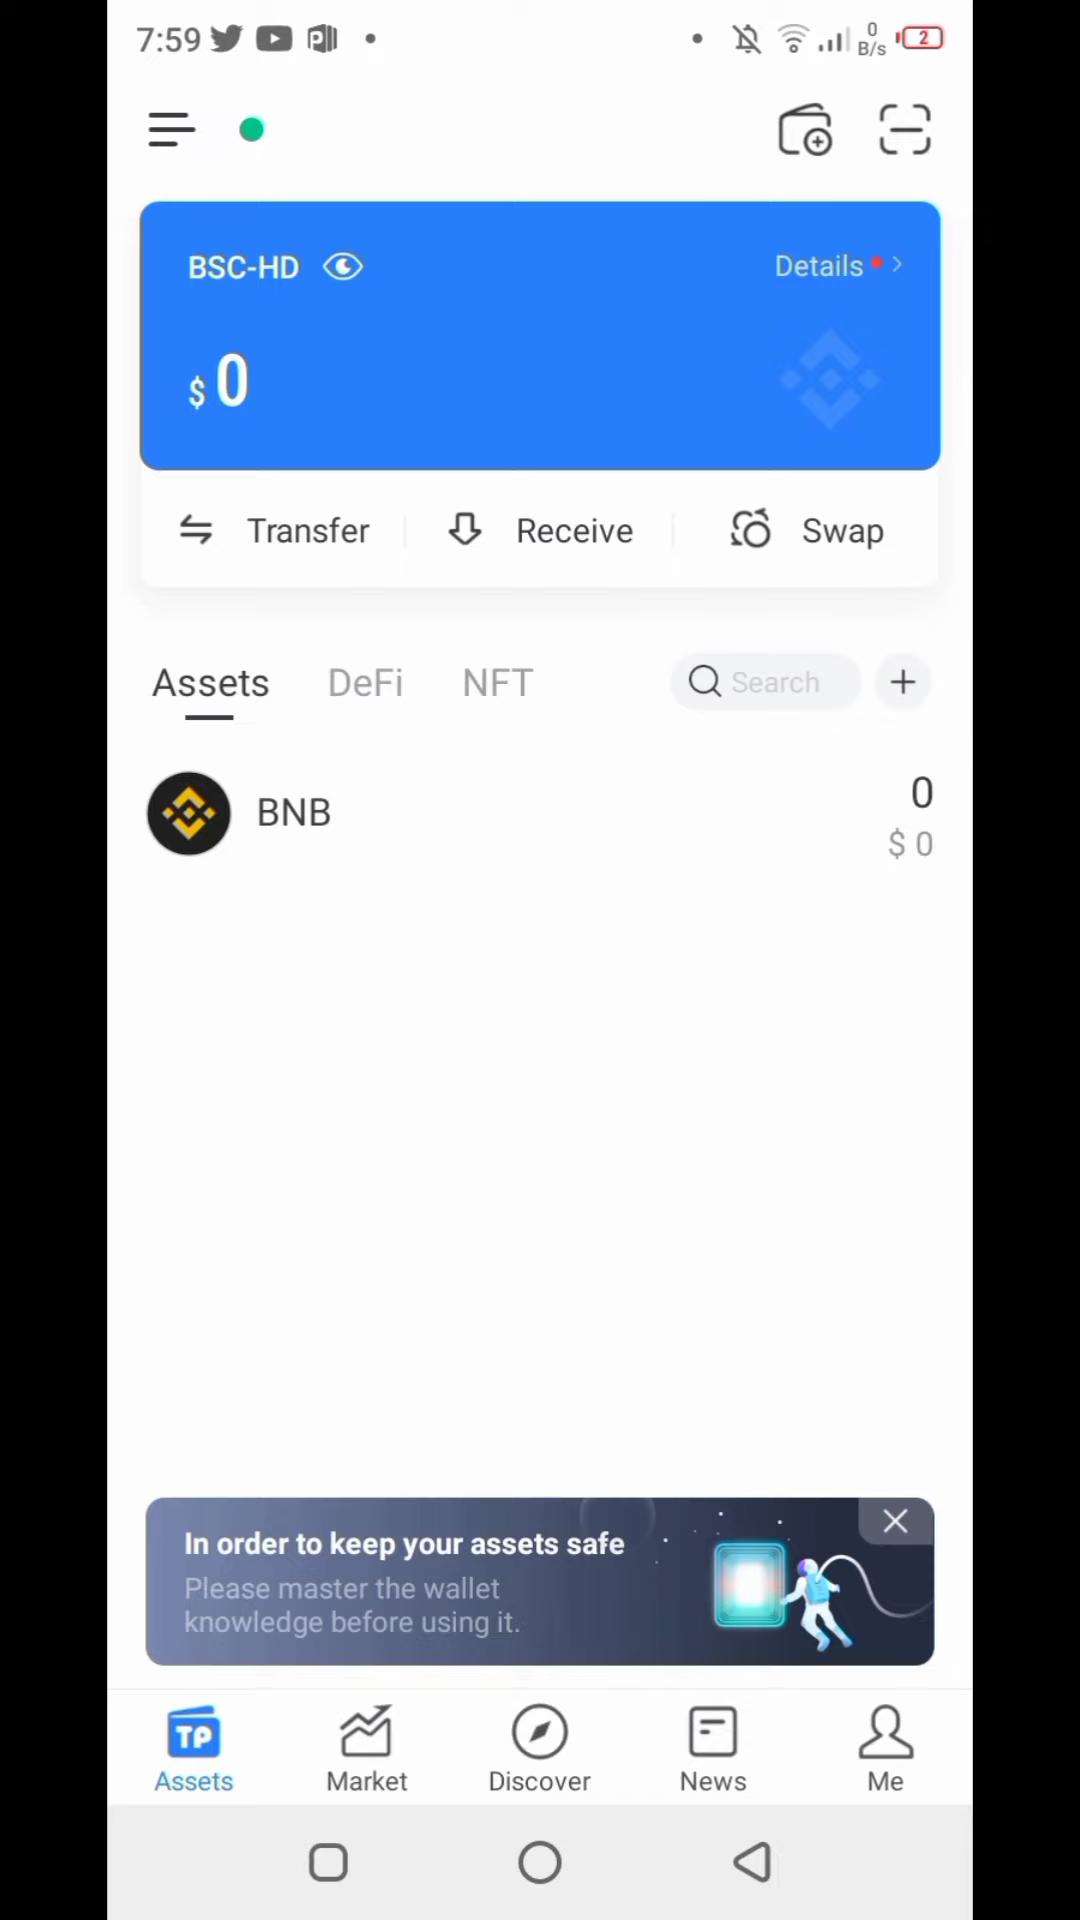 7:59
0
B/s
2
BSC-HD
Details
$ 0
Transfer
Receive
Swap
Assets
DeFi
NFT
Search
BNB
0
$ 0
In order to keep your assets safe
Please master the wallet
knowledge before using it.
TP
Assets
Market
Discover
News
Me